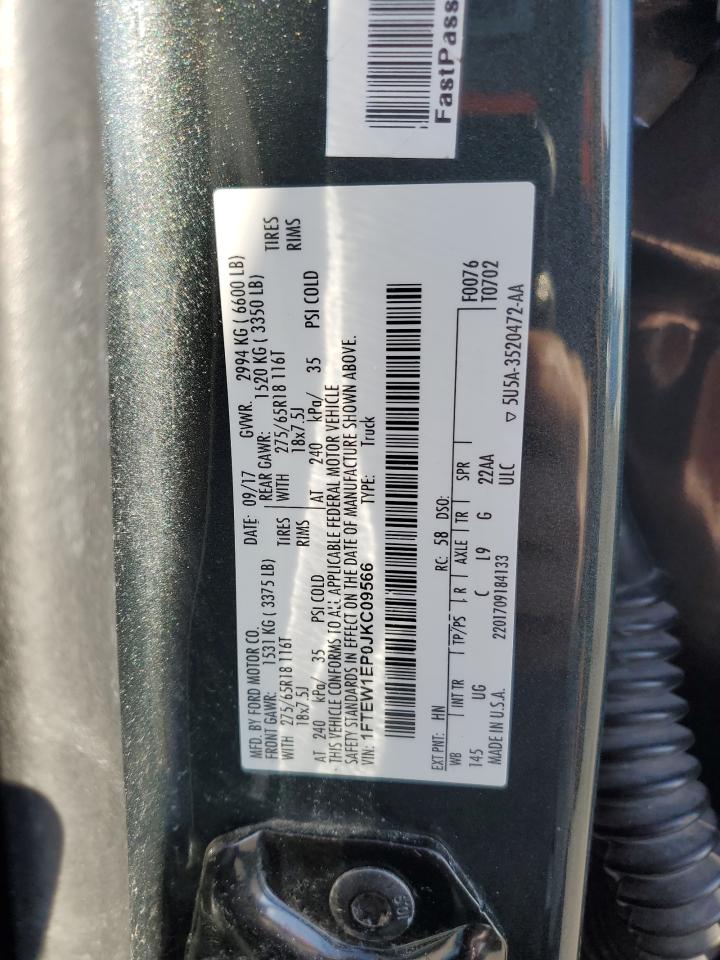 FastPass
MFD. BY FORD MOTOR CO. DATE: 09/17 GVWR: 2994 KG ( 6600 LB)
FRONT GAWR: 1531 KG ( 3375 LB) REAR GAWR: 1520 KG ( 3350 LB)
WITH 275/65R18 116T TIRES WITH 275/65R18 116T TIRES
18x7.5J RIMS 18x7.5J RIMS
AT 240 kPa/ 35 PSI COLD AT 240 kPa/ 35 PSI COLD
THIS VEHICLE CONFORMS TO ALL APPLICABLE FEDERAL MOTOR VEHICLE
SAFETY STANDARDS IN EFFECT ON THE DATE OF MANUFACTURE SHOWN ABOVE.
VIN: 1FTEW1EP0JKC09566 TYPE: Truck
EXT PNT: HN RC: 58 DSO: F0076
WB INT TR TP/PS R AXLE TR SPR T0702
145 UG C L9 G 22AA
ULC
MADE IN U.S.A. 2201709184133 ▽ 5U5A-3520472-AA
10.9